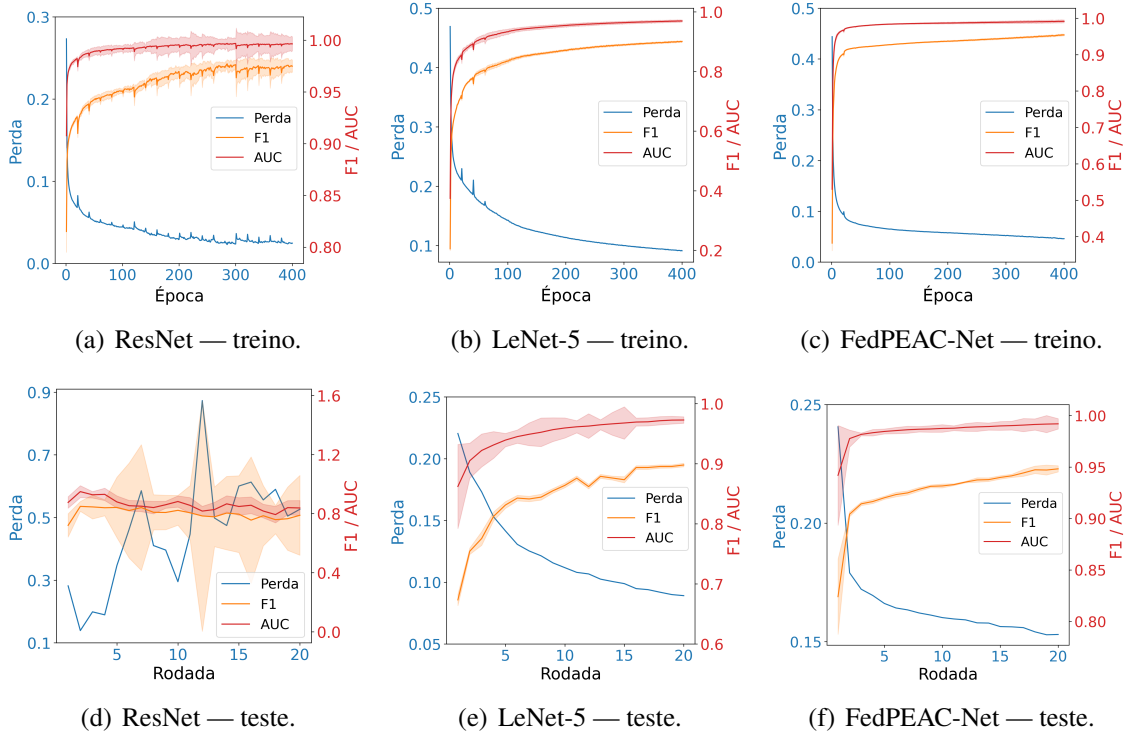 0.3
0.2
0.1
0.0
Perda
1.00
0.95
0.90
0.85
0.80
F1 / AUC
Perda
F1
AUC
0 100 200 300 400
Época
(a) ResNet — treino.
0.5
0.4
0.3
0.2
0.1
Perda
1.0
0.8
0.6
0.4
0.2
F1 / AUC
Perda
F1
AUC
0 100 200 300 400
Época
(b) LeNet-5 — treino.
0.5
0.4
0.3
0.2
0.1
0.0
Perda
1.0
0.9
0.8
0.7
0.6
0.5
0.4
F1 / AUC
Perda
F1
AUC
0 100 200 300 400
Época
(c) FedPEAC-Net — treino.
0.9
0.7
0.5
0.3
0.1
Perda
1.6
1.2
0.8
0.4
0.0
F1 / AUC
Perda
F1
AUC
5 10 15 20
Rodada
(d) ResNet — teste.
0.25
0.20
0.15
0.10
0.05
Perda
1.0
0.9
0.8
0.7
0.6
F1 / AUC
Perda
F1
AUC
5 10 15 20
Rodada
(e) LeNet-5 — teste.
0.25
0.20
0.15
Perda
1.00
0.95
0.90
0.85
0.80
F1 / AUC
Perda
F1
AUC
5 10 15 20
Rodada
(f) FedPEAC-Net — teste.